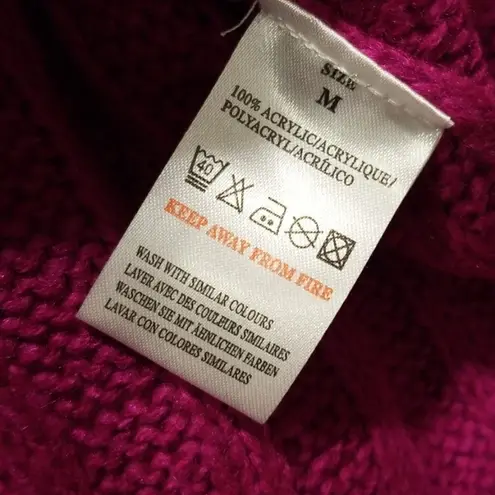 SIZE
M
100% ACRYLIC/ACRYLIQUE/
POLYACRYL/ACRÍLICO
40
KEEP AWAY FROM FIRE
WASH WITH SIMILAR COLOURS
LAVER AVEC DES COULEURS SIMILAIRES
WASCHEN SIE MIT ÄHNLICHEN FARBEN
LAVAR CON COLORES SIMILARES